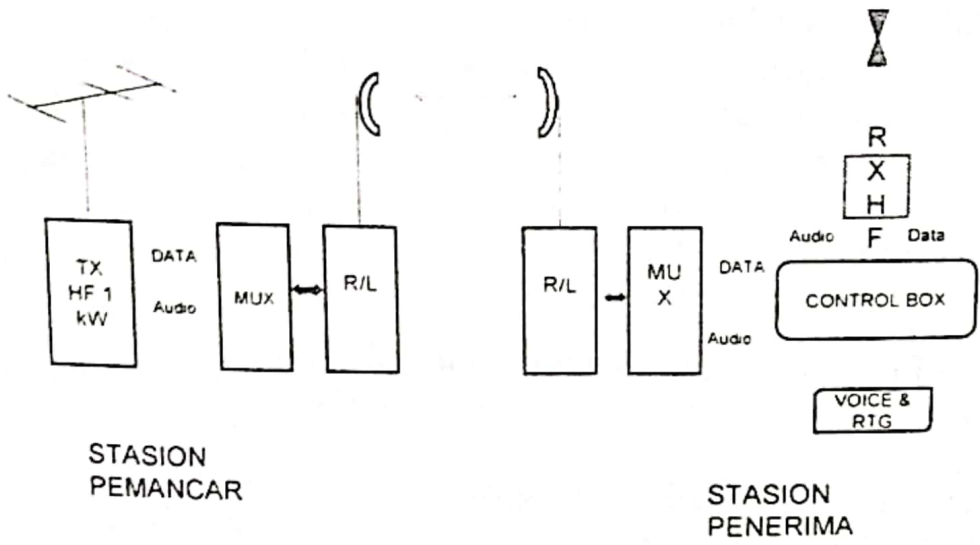 TX
HF 1
kW
DATA
Audio
MUX
R/L
STASION
PEMANCAR
R/L
MU
X
DATA
Audio
R
X
H
F
Audio
Data
CONTROL BOX
VOICE &
RTG
STASION
PENERIMA